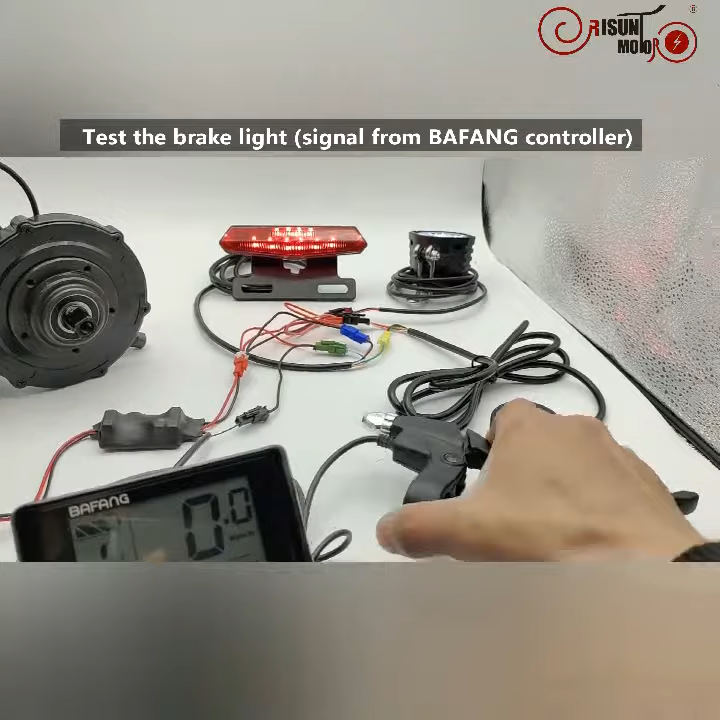 RISUN
MOTOR
®
Test the brake light (signal from BAFANG controller)
BAFANG
0.0